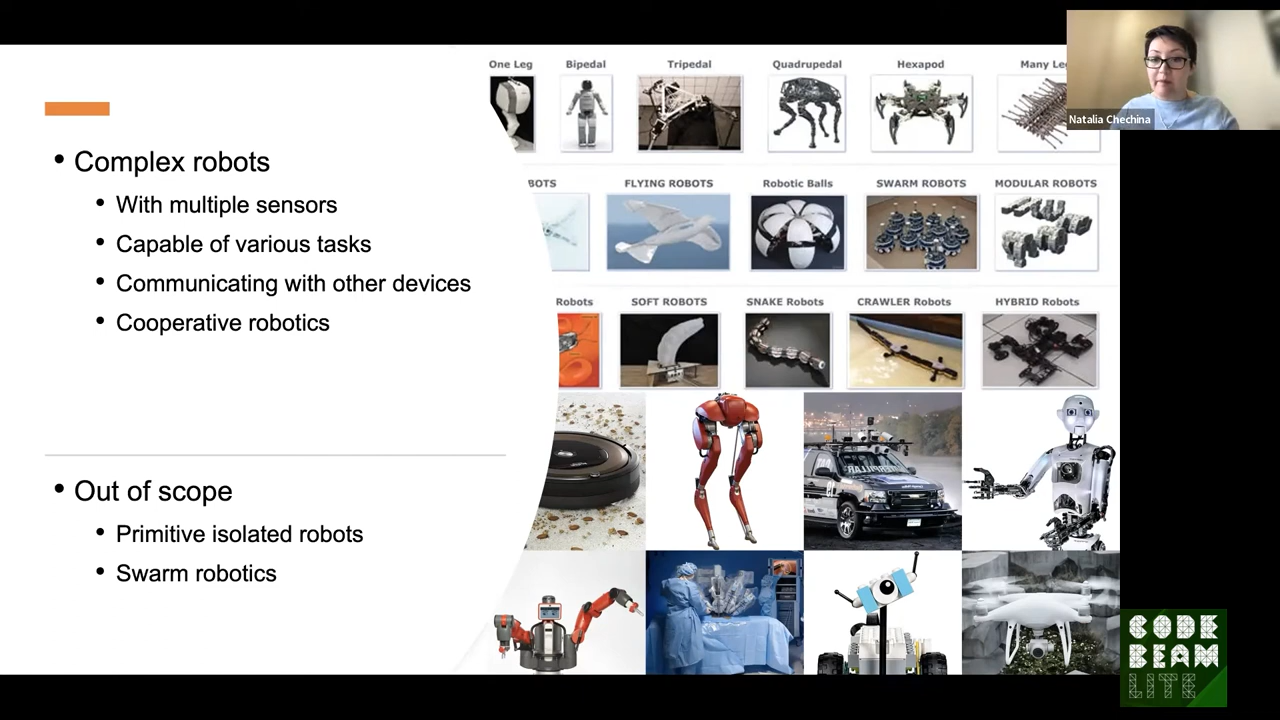 One Leg
Bipedal
Tripedal
Quadrupedal
Hexapod
Many Le
Natalia Chechina
• Complex robots
• With multiple sensors
• Capable of various tasks
• Communicating with other devices
• Cooperative robotics
BOTS
FLYING ROBOTS
Robotic Balls
SWARM ROBOTS
MODULAR ROBOTS
Robots
SOFT ROBOTS
SNAKE Robots
CRAWLER Robots
HYBRID Robots
• Out of scope
• Primitive isolated robots
• Swarm robotics
CODE
BEAM
LITE